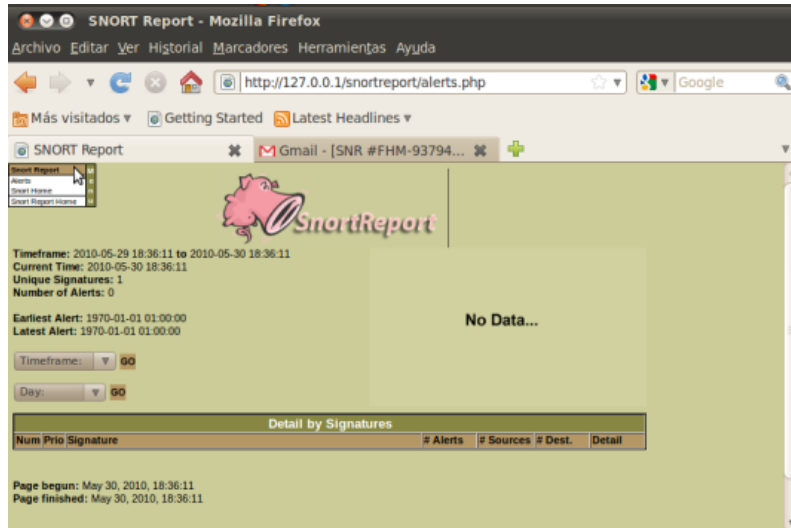 SNORT Report - Mozilla Firefox
Archivo Editar Ver Historial Marcadores Herramientas Ayuda
http://127.0.0.1/snortreport/alerts.php
Google
Más visitados
Getting Started
Latest Headlines
SNORT Report
Gmail - [SNR #FHM-93794...
Snort Report
Alerts
Snort Home
Snort Report Home
SnortReport
Timeframe: 2010-05-29 18:36:11 to 2010-05-30 18:36:11
Current Time: 2010-05-30 18:36:11
Unique Signatures: 1
Number of Alerts: 0
Earliest Alert: 1970-01-01 01:00:00
Latest Alert: 1970-01-01 01:00:00
No Data...
Timeframe: GO
Day: GO
Detail by Signatures
Num Prio Signature # Alerts # Sources # Dest. Detail
Page begun: May 30, 2010, 18:36:11
Page finished: May 30, 2010, 18:36:11